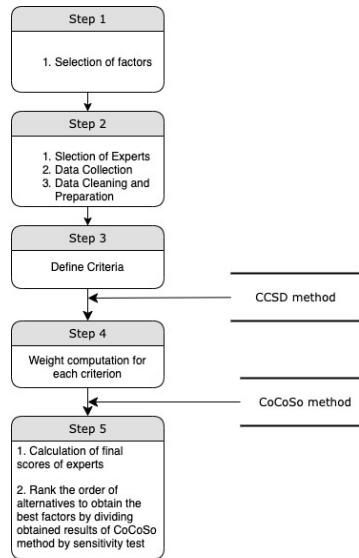 Step 1
1. Selection of factors
Step 2
1. Slection of Experts
2. Data Collection
3. Data Cleaning and
Preparation
Step 3
Define Criteria
CCSD method
Step 4
Weight computation for
each criterion
CoCoSo method
Step 5
1. Calculation of final
scores of experts
2. Rank the order of
alternatives to obtain the
best factors by dividing
obtained results of CoCoSo
method by sensitivity test